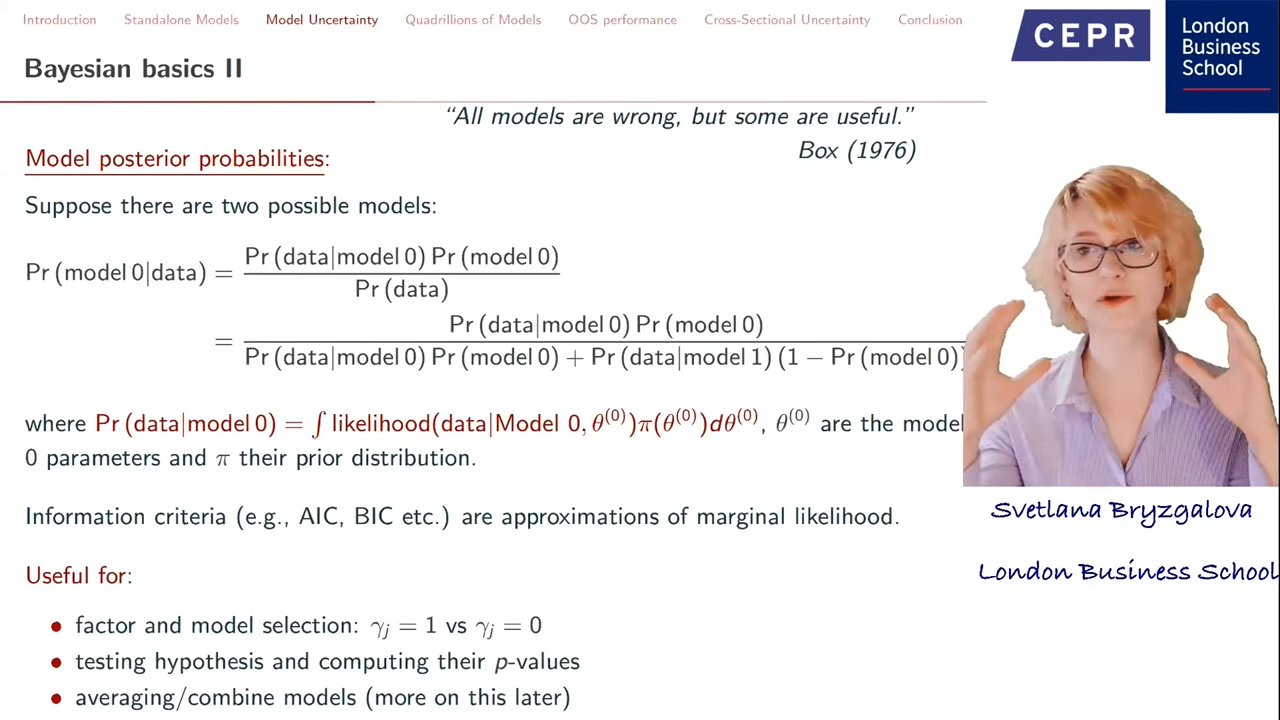 Introduction Standalone Models Model Uncertainty Quadrillions of Models OOS performance Cross-Sectional Uncertainty Conclusion
CEPR
London
Business
School
Bayesian basics II
“All models are wrong, but some are useful.”
Box (1976)
Model posterior probabilities:
Suppose there are two possible models:
Pr (model 0|data) = Pr (data|model 0) Pr (model 0) / Pr (data)
= Pr (data|model 0) Pr (model 0) / Pr (data|model 0) Pr (model 0) + Pr (data|model 1) (1 − Pr (model 0))
where Pr (data|model 0) = ∫ likelihood(data|Model 0, θ⁽⁰⁾)π(θ⁽⁰⁾)dθ⁽⁰⁾, θ⁽⁰⁾ are the model
0 parameters and π their prior distribution.
Information criteria (e.g., AIC, BIC etc.) are approximations of marginal likelihood.
Useful for:
• factor and model selection: γⱼ = 1 vs γⱼ = 0
• testing hypothesis and computing their p-values
• averaging/combine models (more on this later)
Svetlana Bryzgalova
London Business School